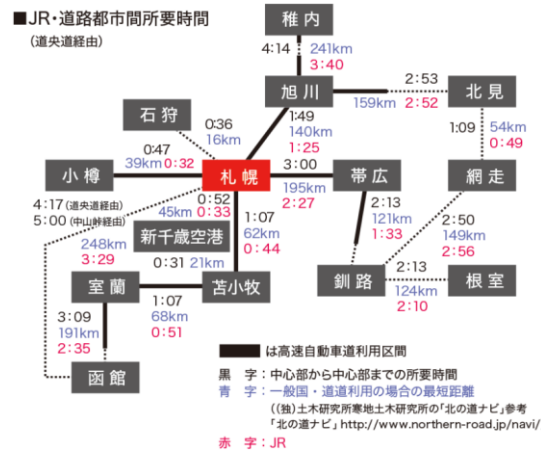 ■JR・道路都市間所要時間
（道央道経由）
稚内
4:14 241km
3:40
旭川
2:53
159km 2:52
北見
石狩
0:36
16km
1:49
140km
1:25
1:09 54km
0:49
小樽
0:47
39km 0:32
札幌
3:00
195km
2:27
帯広
網走
4:17（道央道経由）
5:00（中山峠経由）
248km
3:29
0:52
45km 0:33
新千歳空港
0:31 21km
1:07
62km
0:44
2:13
121km
1:33
2:50
149km
2:56
室蘭
1:07
68km
0:51
苫小牧
釧路
2:13
124km
2:10
根室
3:09
191km
2:35
函館
は高速自動車道利用区間
黒 字：中心部から中心部までの所要時間
青 字：一般国・道道利用の場合の最短距離
（（独）土木研究所寒地土木研究所の「北の道ナビ」参考
「北の道ナビ」http://www.northern-road.jp/navi/
赤 字：JR